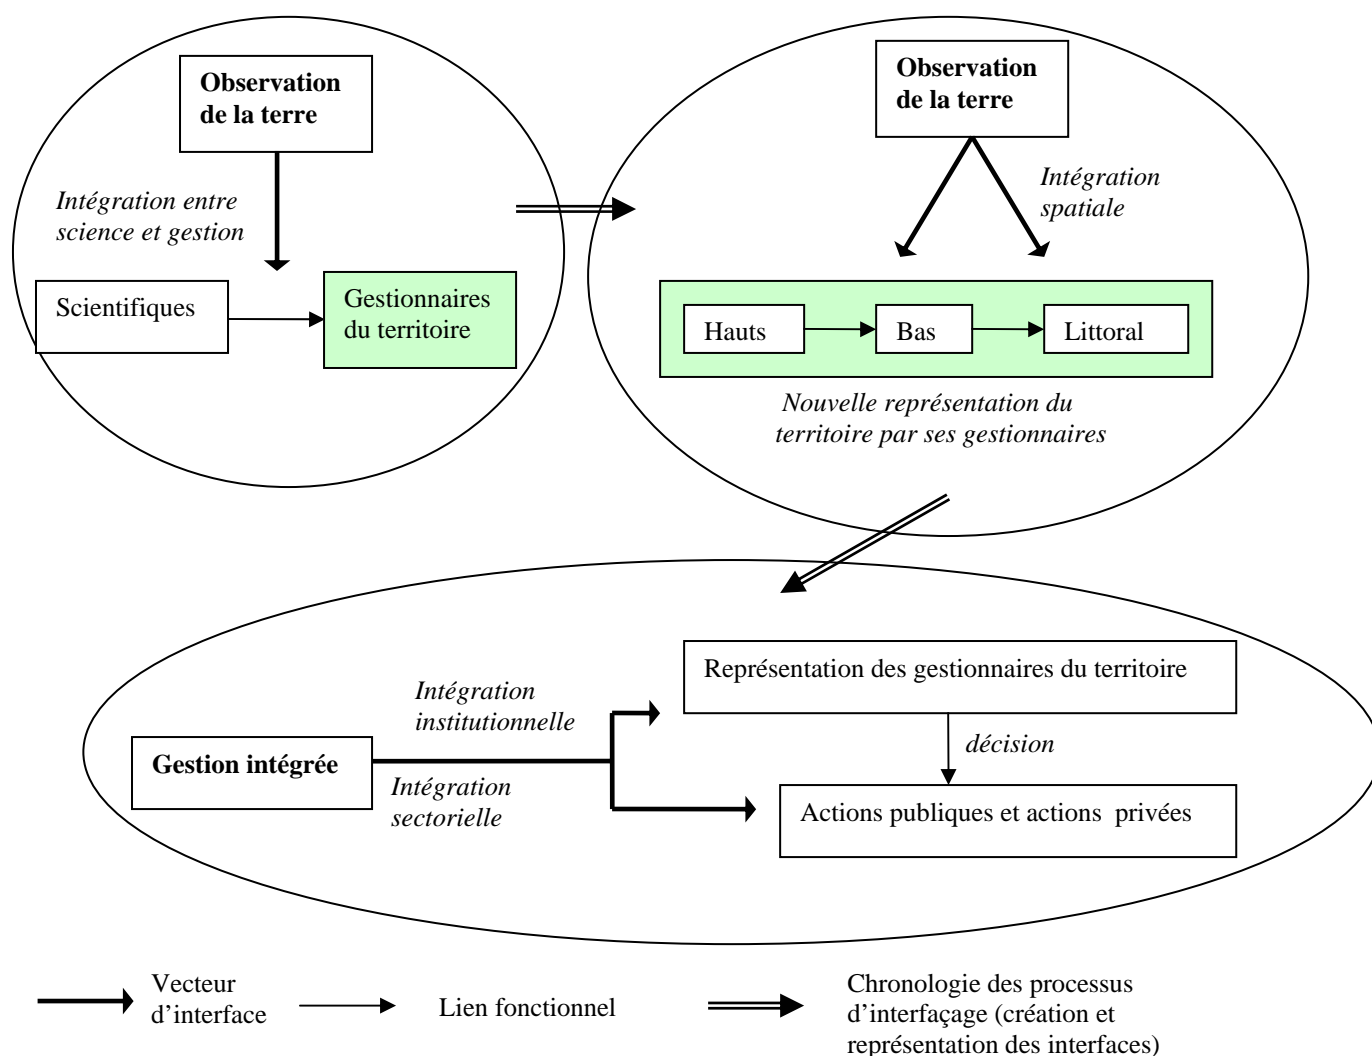 Observation
de la terre
Intégration entre
science et gestion
Scientifiques
Gestionnaires
du territoire
Observation
de la terre
Intégration
spatiale
Hauts
Bas
Littoral
Nouvelle représentation du
territoire par ses gestionnaires
Gestion intégrée
Intégration
institutionnelle
Intégration
sectorielle
Représentation des gestionnaires du territoire
décision
Actions publiques et actions privées
Vecteur
d'interface
Lien fonctionnel
Chronologie des processus
d'interfaçage (création et
représentation des interfaces)